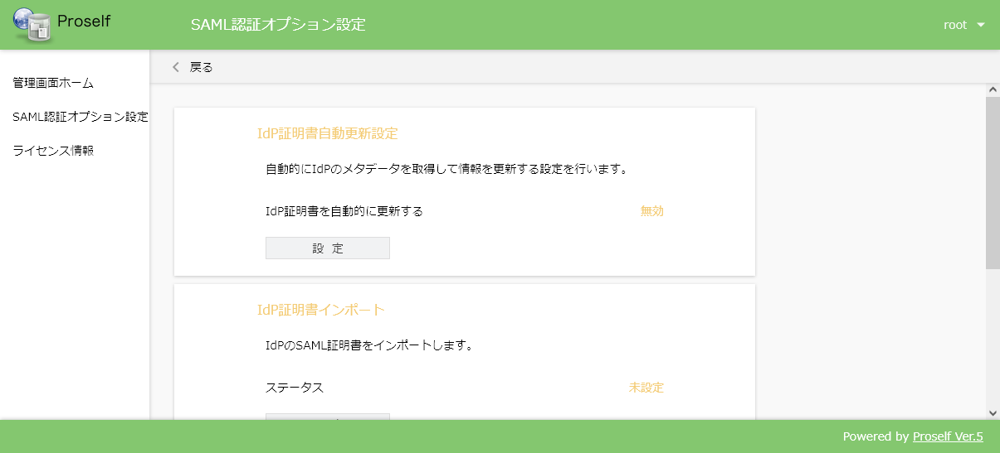 Proself
SAML認証オプション設定
root
管理画面ホーム
SAML認証オプション設定
ライセンス情報
戻る
IdP証明書自動更新設定
自動的にIdPのメタデータを取得して情報を更新する設定を行います。
IdP証明書を自動的に更新する 無効
設 定
IdP証明書インポート
IdPのSAML証明書をインポートします。
ステータス 未設定
Powered by Proself Ver.5